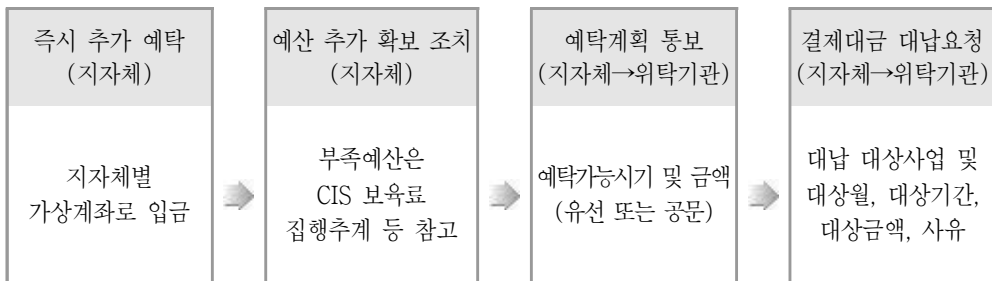 즉시 추가 예탁
(지자체)
지자체별
가상계좌로 입금
예산 추가 확보 조치
(지자체)
부족예산은
CIS 보육료
집행추계 등 참고
예탁계획 통보
(지자체→위탁기관)
예탁가능시기 및 금액
(유선 또는 공문)
결제대금 대납요청
(지자체→위탁기관)
대납 대상사업 및
대상월, 대상기간,
대상금액, 사유